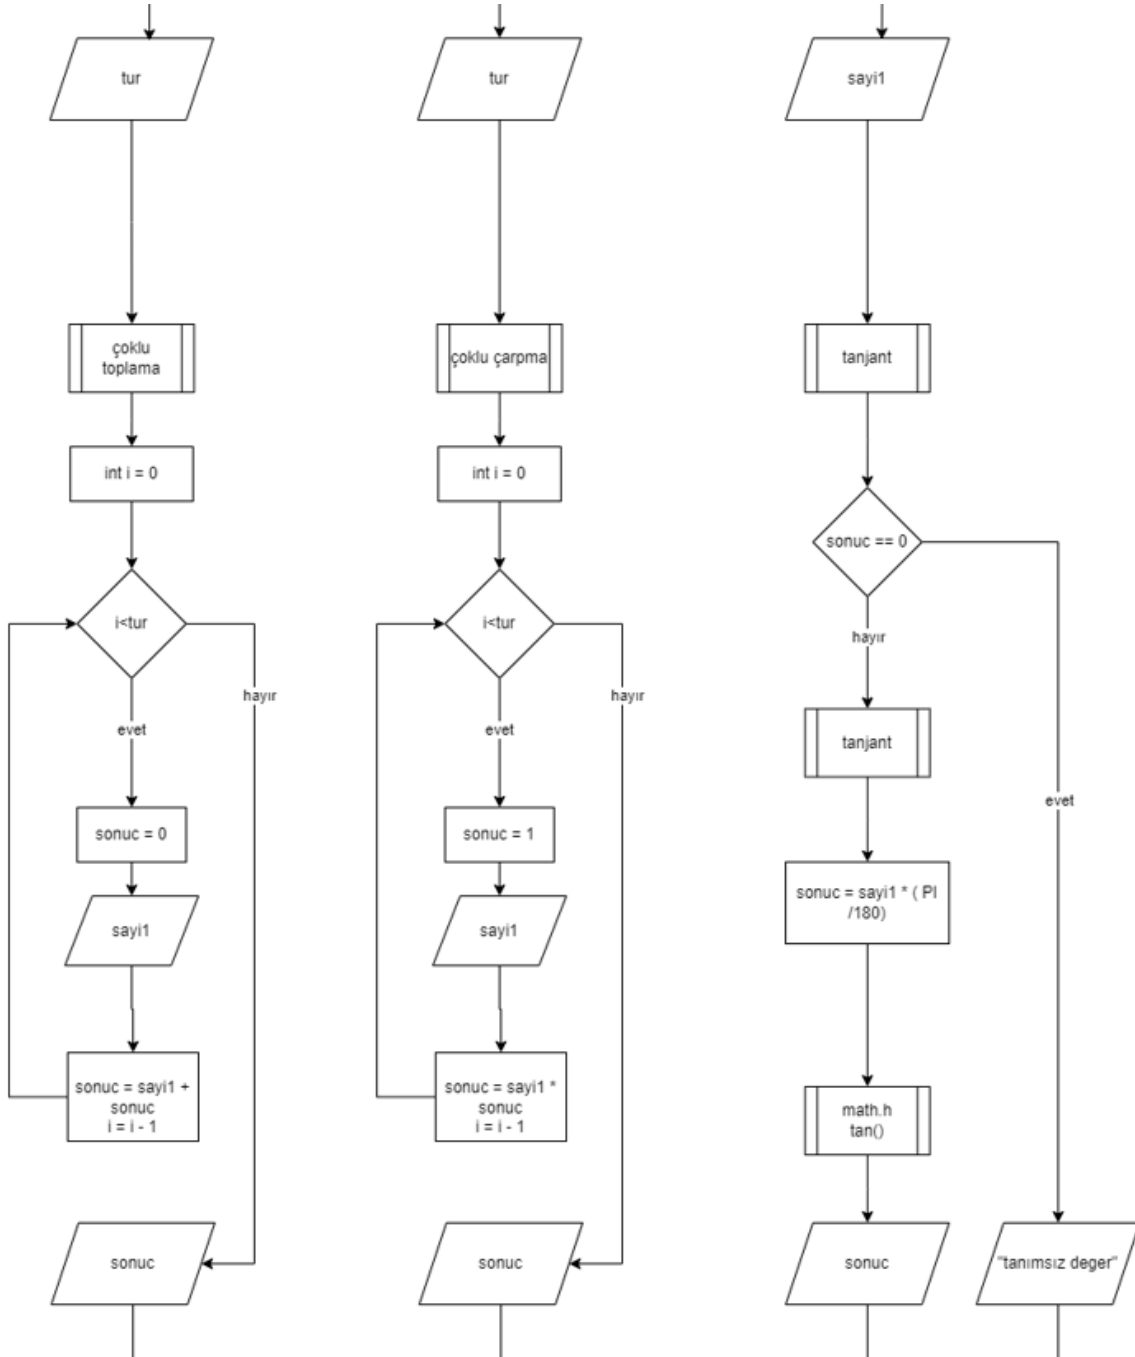 tur
çoklu
toplama
int i = 0
i<tur
hayır
evet
sonuc = 0
sayi1
sonuc = sayi1 +
sonuc
i = i - 1
sonuc
tur
çoklu çarpma
int i = 0
i<tur
hayır
evet
sonuc = 1
sayi1
sonuc = sayi1 *
sonuc
i = i - 1
sonuc
sayi1
tanjant
sonuc == 0
hayır
tanjant
evet
sonuc = sayi1 * ( PI
/180)
math.h
tan()
sonuc
"tanımsız deger"